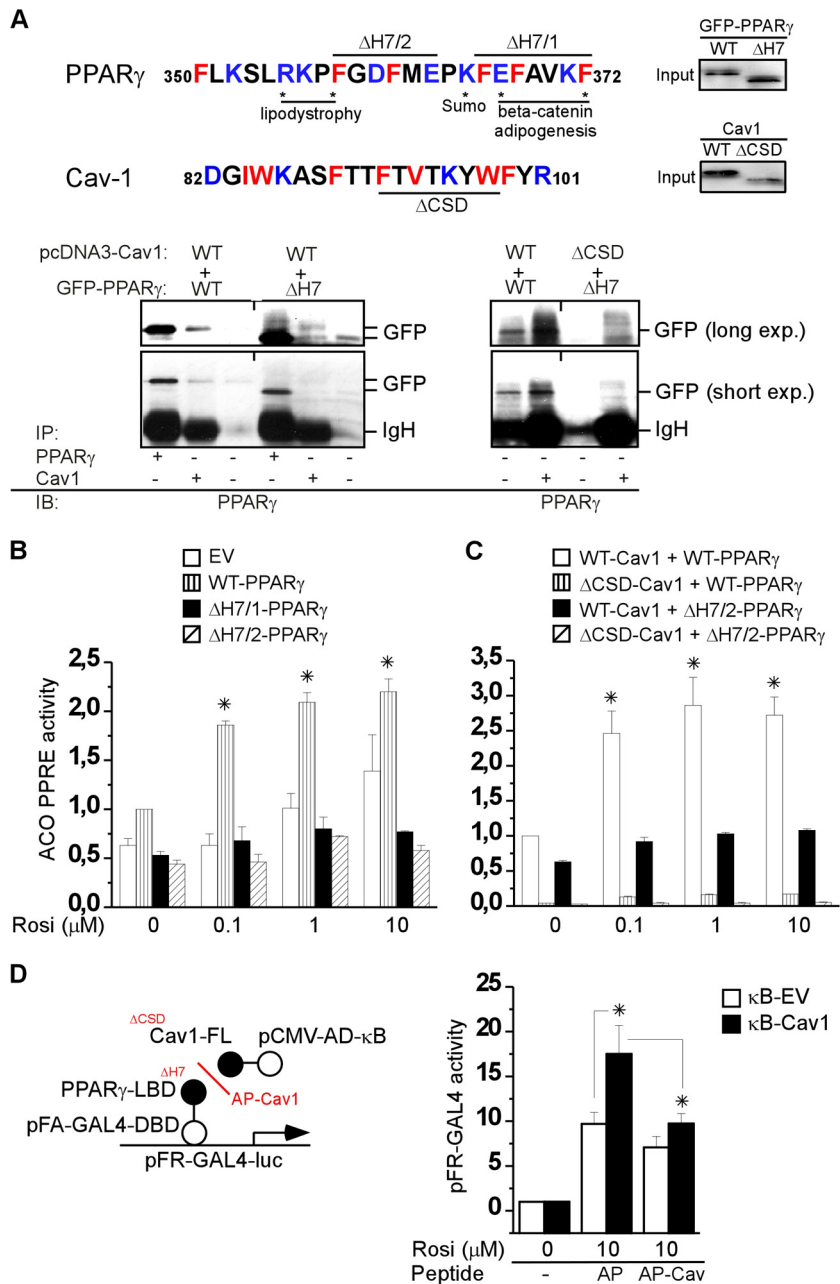 A
GFP-PPARγ
WT ΔH7
Input
ΔH7/2 ΔH7/1
PPARγ 350FLKSLRKPFGDFMEPKFEFAVKF372
* * * * *
lipodystrophy Sumo beta-catenin
adipogenesis
Cav1
WT ΔCSD
Input
Cav-1 82DGIWKASFTTFTVTKYWFYR101
ΔCSD
pcDNA3-Cav1: WT WT WT ΔCSD
+ + + +
GFP-PPARγ: WT ΔH7 WT ΔH7
GFP GFP (long exp.)
GFP GFP (short exp.)
IgH IgH
IP:
PPARγ + - - + - - - - - -
Cav1 - + - - + - - + - +
IB: PPARγ PPARγ
B
EV
WT-PPARγ
ΔH7/1-PPARγ
ΔH7/2-PPARγ
ACO PPRE activity
2,5
2,0
1,5
1,0
0,5
0,0
* * *
Rosi (μM) 0 0.1 1 10
C
WT-Cav1 + WT-PPARγ
ΔCSD-Cav1 + WT-PPARγ
WT-Cav1 + ΔH7/2-PPARγ
ΔCSD-Cav1 + ΔH7/2-PPARγ
3,5
3,0
2,5
2,0
1,5
1,0
0,5
0,0
* * *
0 0.1 1 10
D
ΔCSD
Cav1-FL pCMV-AD-κB
ΔH7
PPARγ-LBD AP-Cav1
pFA-GAL4-DBD
pFR-GAL4-luc
κB-EV
κB-Cav1
pFR-GAL4 activity
25
20
15
10
5
0
* *
Rosi (μM) 0 10 10
Peptide - AP AP-Cav